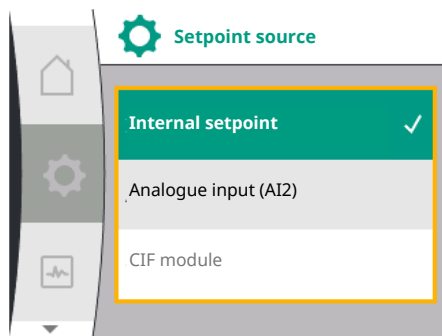 Setpoint source
Internal setpoint
Analogue input (AI2)
CIF module